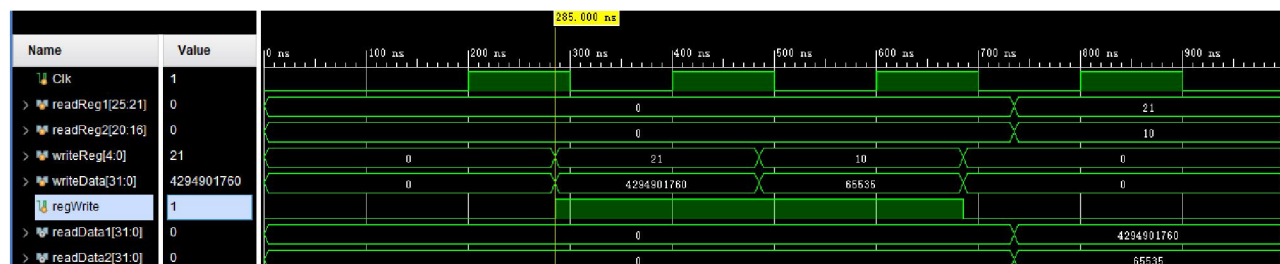 285.000 ns
Name Value 0 ns 100 ns 200 ns 300 ns 400 ns 500 ns 600 ns 700 ns 800 ns 900 ns
Clk 1
readReg1[25:21] 0 0 21
readReg2[20:16] 0 0 10
writeReg[4:0] 21 0 21 10 0
writeData[31:0] 4294901760 0 4294901760 65535 0
regWrite 1
readData1[31:0] 0 0 4294901760
readData2[31:0] 0 0 65535